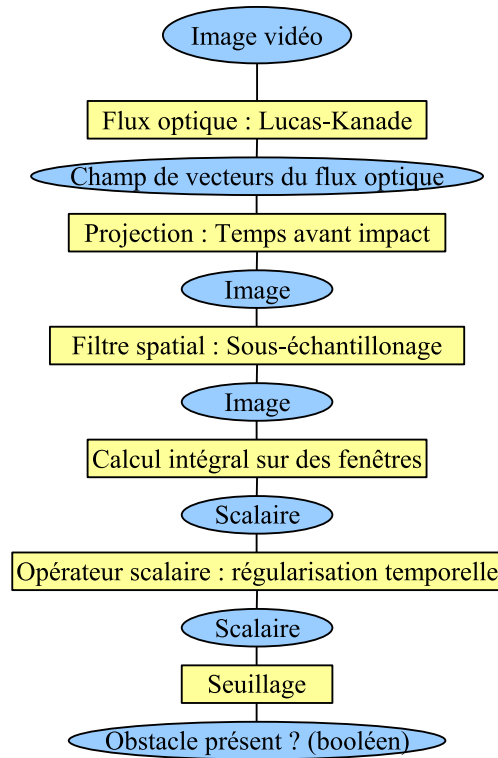 Image vidéo
Flux optique : Lucas-Kanade
Champ de vecteurs du flux optique
Projection : Temps avant impact
Image
Filtre spatial : Sous-échantillonage
Image
Calcul intégral sur des fenêtres
Scalaire
Opérateur scalaire : régularisation temporelle
Scalaire
Seuillage
Obstacle présent ? (booléen)